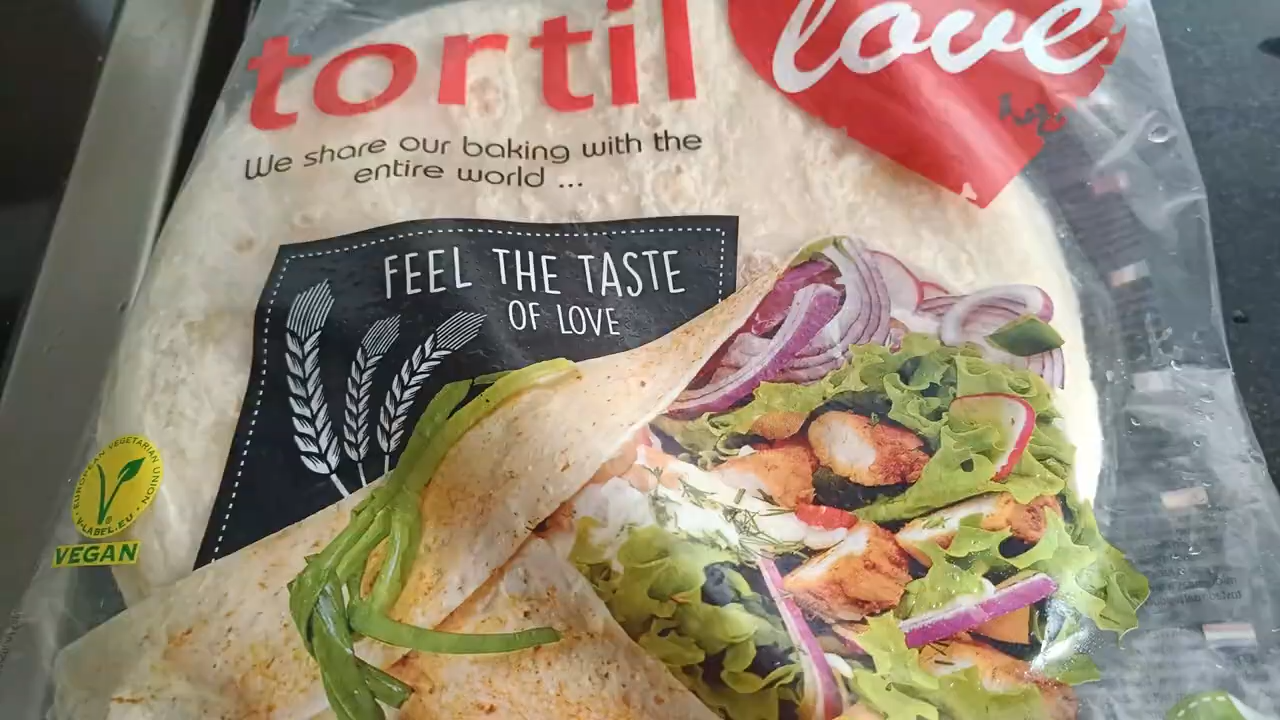 tortil love
We share our baking with the
entire world ...
FEEL THE TASTE
OF LOVE
EUROPEAN VEGETARIAN UNION
V-LABEL.EU
VEGAN